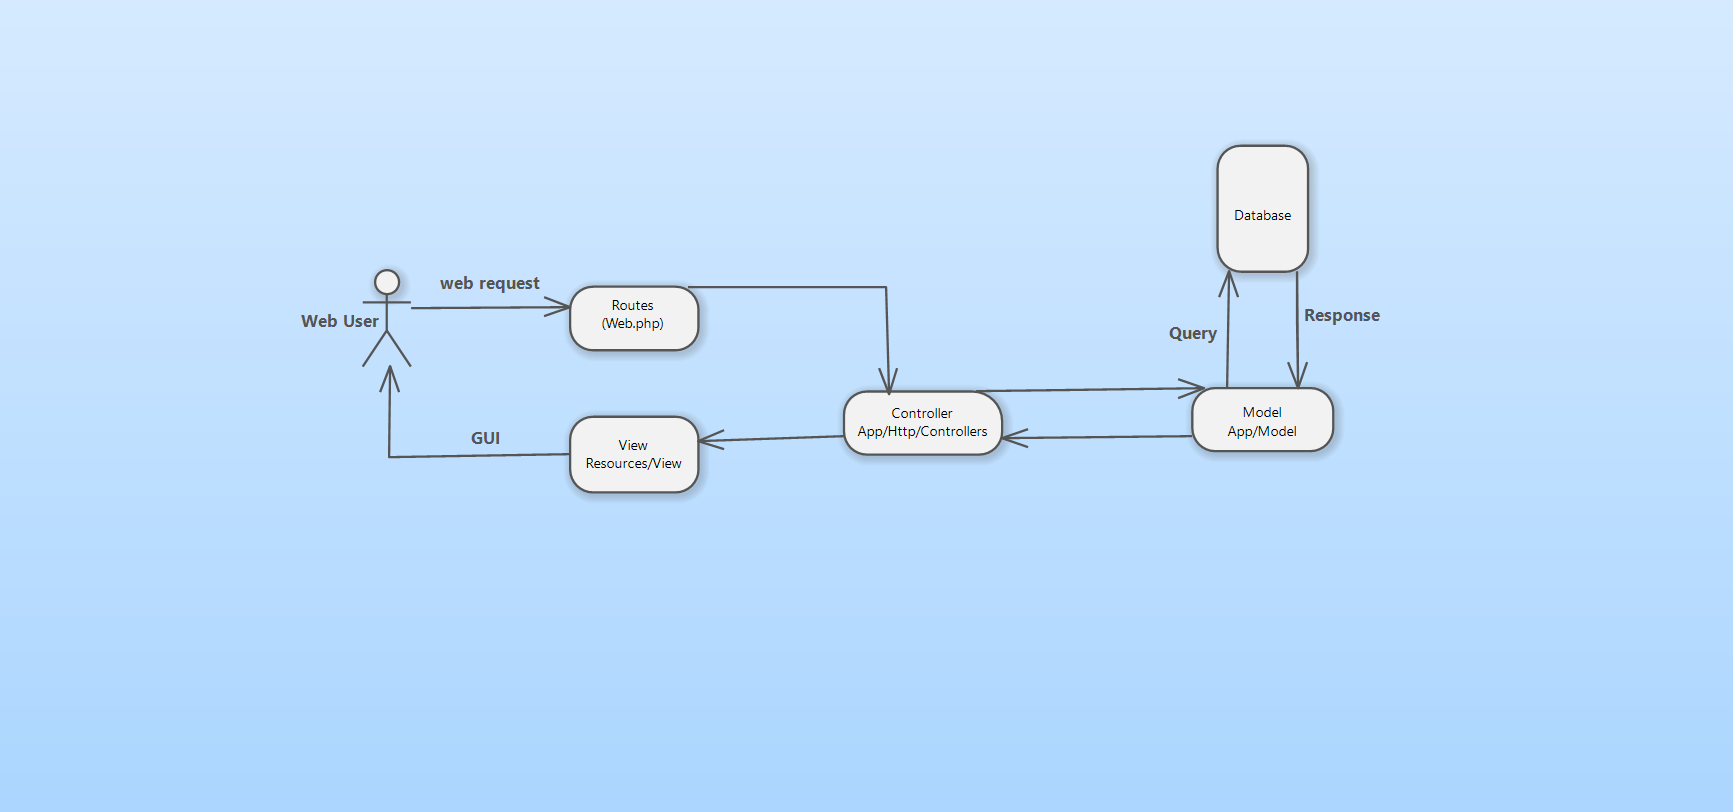 Database
web request
Routes
(Web.php)
Web User
Response
Query
Controller
App/Http/Controllers
Model
App/Model
GUI
View
Resources/View